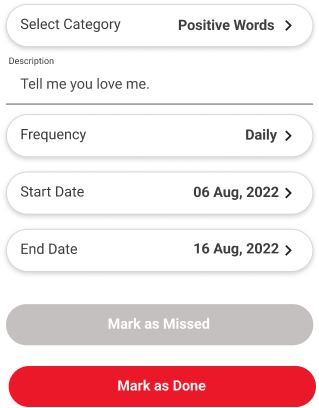 Select Category Positive Words
Description
Tell me you love me.
Frequency Daily
Start Date 06 Aug, 2022
End Date 16 Aug, 2022
Mark as Missed
Mark as Done